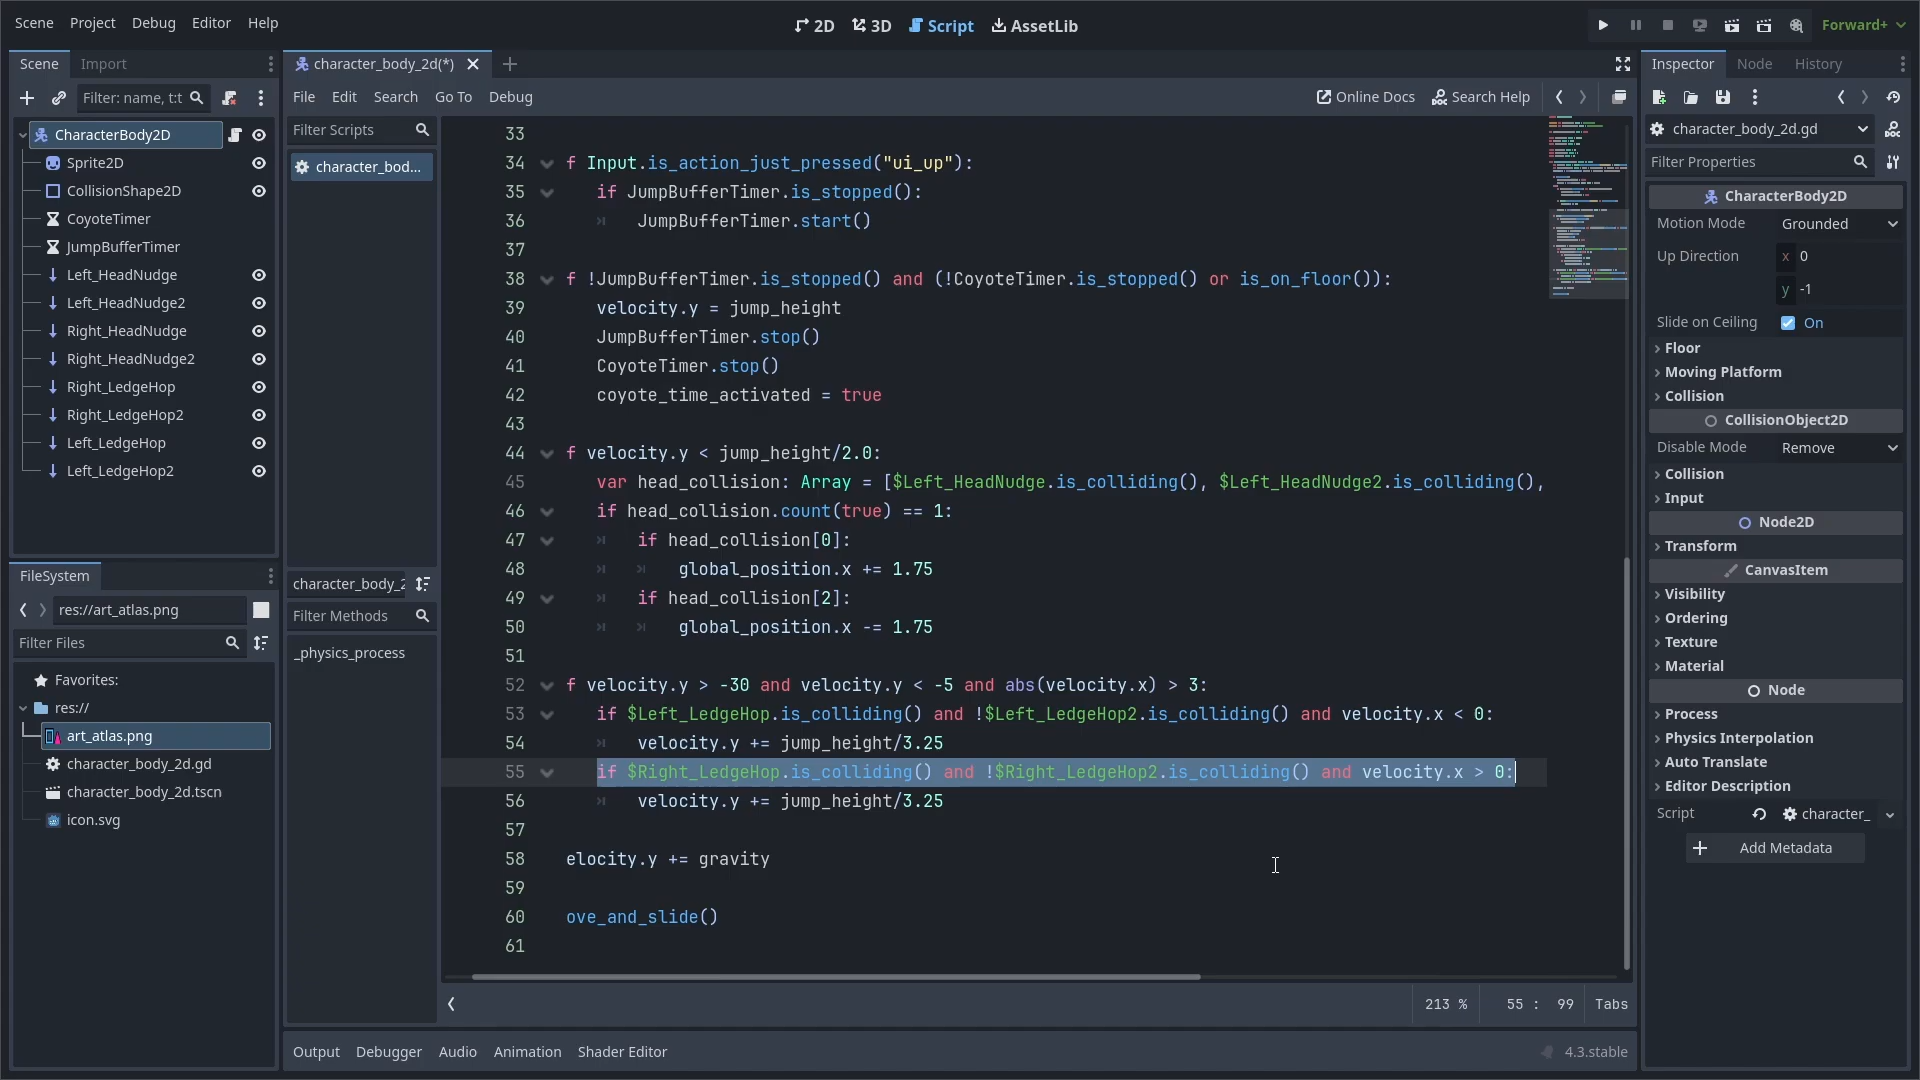 Scene Project Debug Editor Help
2D 3D Script AssetLib
Forward+
Scene Import
Filter: name, t:t
CharacterBody2D
Sprite2D
CollisionShape2D
CoyoteTimer
JumpBufferTimer
Left_HeadNudge
Left_HeadNudge2
Right_HeadNudge
Right_HeadNudge2
Right_LedgeHop
Right_LedgeHop2
Left_LedgeHop
Left_LedgeHop2
FileSystem
res://art_atlas.png
Filter Files
Favorites:
res://
art_atlas.png
character_body_2d.gd
character_body_2d.tscn
icon.svg
character_body_2d(*)
File Edit Search Go To Debug
Online Docs Search Help
Filter Scripts
character_bod...
character_body_2
Filter Methods
_physics_process
33
34 f Input.is_action_just_pressed("ui_up"):
35 if JumpBufferTimer.is_stopped():
36 JumpBufferTimer.start()
37
38 f !JumpBufferTimer.is_stopped() and (!CoyoteTimer.is_stopped() or is_on_floor()):
39 velocity.y = jump_height
40 JumpBufferTimer.stop()
41 CoyoteTimer.stop()
42 coyote_time_activated = true
43
44 f velocity.y < jump_height/2.0:
45 var head_collision: Array = [$Left_HeadNudge.is_colliding(), $Left_HeadNudge2.is_colliding(),
46 if head_collision.count(true) == 1:
47 if head_collision[0]:
48 global_position.x += 1.75
49 if head_collision[2]:
50 global_position.x -= 1.75
51
52 f velocity.y > -30 and velocity.y < -5 and abs(velocity.x) > 3:
53 if $Left_LedgeHop.is_colliding() and !$Left_LedgeHop2.is_colliding() and velocity.x < 0:
54 velocity.y += jump_height/3.25
55 if $Right_LedgeHop.is_colliding() and !$Right_LedgeHop2.is_colliding() and velocity.x > 0:
56 velocity.y += jump_height/3.25
57
58 elocity.y += gravity
59
60 ove_and_slide()
61
213 % 55 : 99 Tabs
Output Debugger Audio Animation Shader Editor
4.3.stable
Inspector Node History
character_body_2d.gd
Filter Properties
CharacterBody2D
Motion Mode Grounded
Up Direction x 0
y -1
Slide on Ceiling On
Floor
Moving Platform
Collision
CollisionObject2D
Disable Mode Remove
Collision
Input
Node2D
Transform
CanvasItem
Visibility
Ordering
Texture
Material
Node
Process
Physics Interpolation
Auto Translate
Editor Description
Script character_
Add Metadata